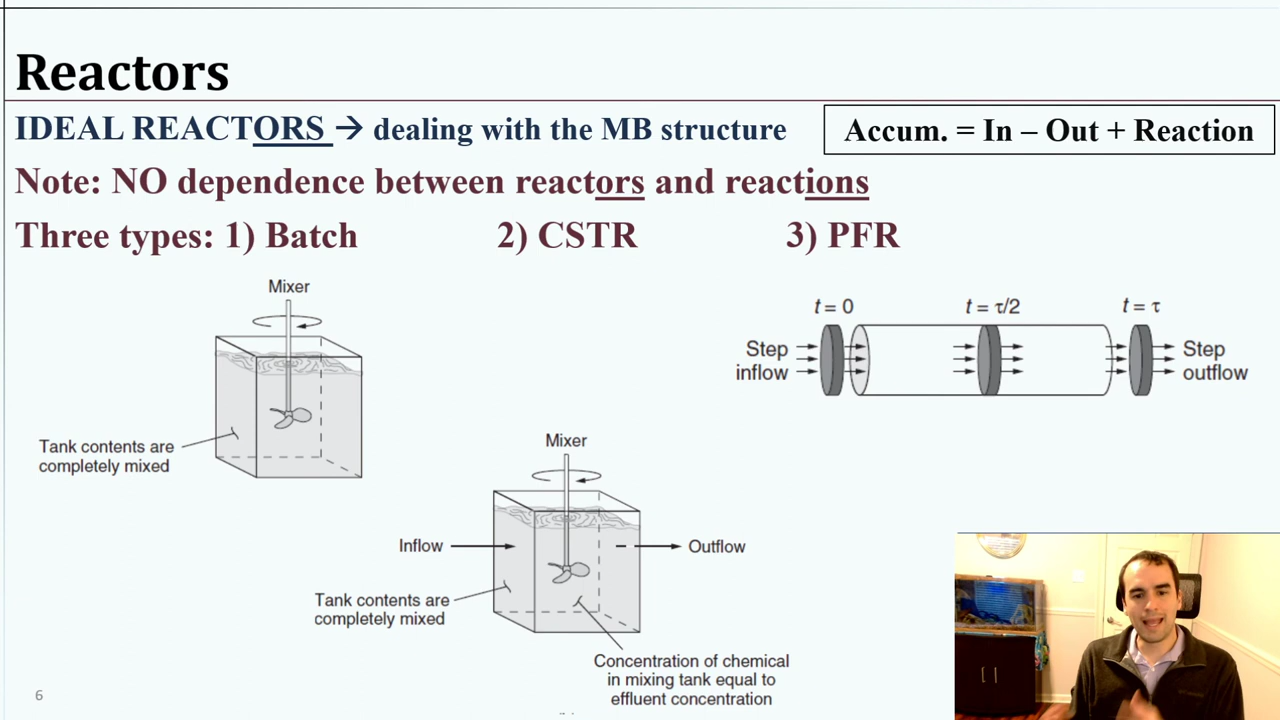 Reactors
IDEAL REACTORS → dealing with the MB structure
Accum. = In – Out + Reaction
Note: NO dependence between reactors and reactions
Three types: 1) Batch 2) CSTR 3) PFR
Mixer
Tank contents are
completely mixed
Mixer
Inflow
Outflow
Tank contents are
completely mixed
Concentration of chemical
in mixing tank equal to
effluent concentration
t = 0 t = τ/2 t = τ
Step
inflow
Step
outflow
6